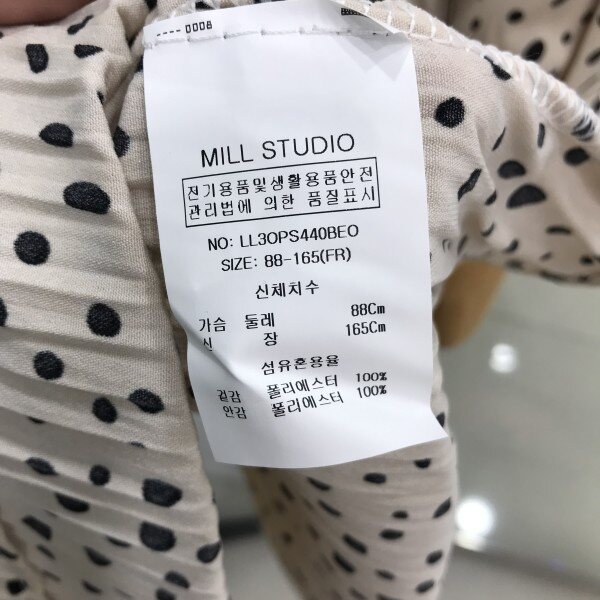 ---- 0008
MILL STUDIO
전기용품및생활용품안전
관리법에 의한 품질표시
NO: LL3OPS440BEO
SIZE: 88-165(FR)
신체치수
가슴 둘레 88Cm
신 장 165Cm
섬유혼용율
겉감 폴리에스터 100%
안감 폴리에스터 100%